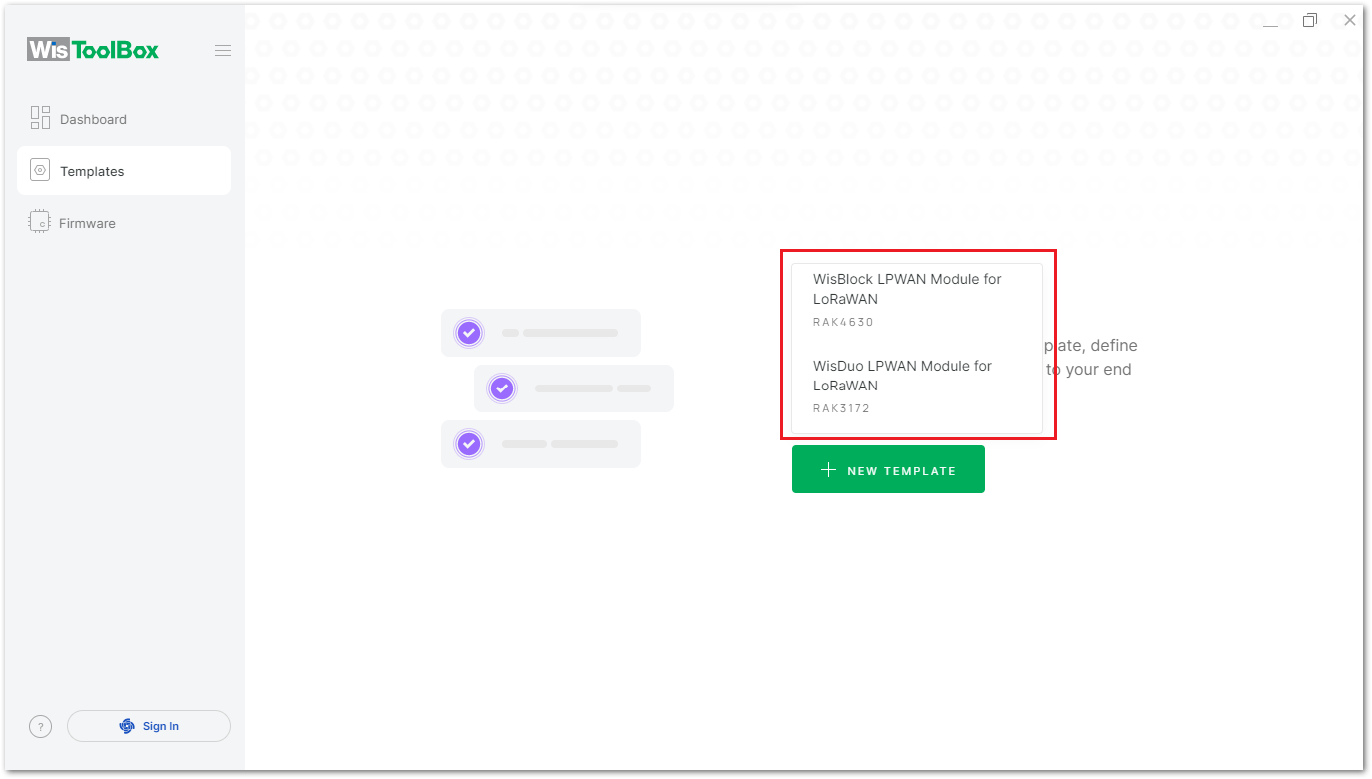 WisToolBox
Dashboard
Templates
Firmware
WisBlock LPWAN Module for
LoRaWAN
RAK4630
WisDuo LPWAN Module for
LoRaWAN
RAK3172
plate, define
to your end
NEW TEMPLATE
?
Sign In